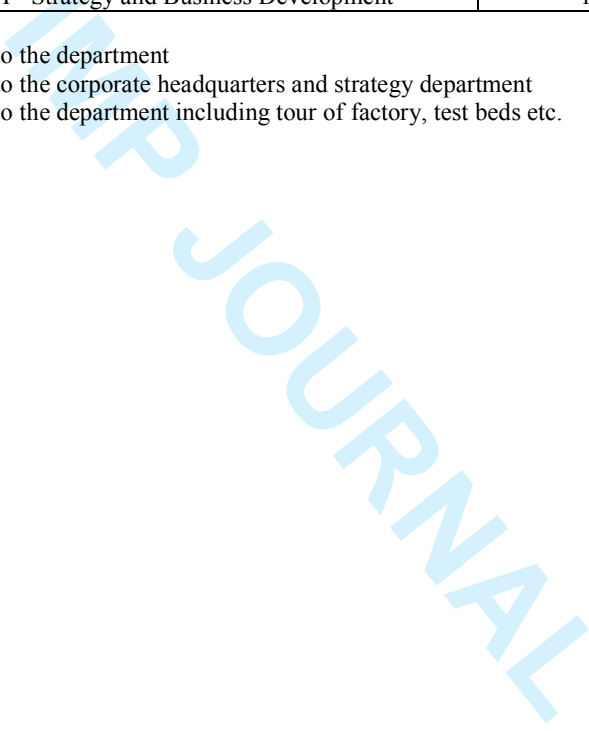 Strategy and Business Development
o the department
o the corporate headquarters and strategy department
o the department including tour of factory, test beds etc.
IMP JOURNAL